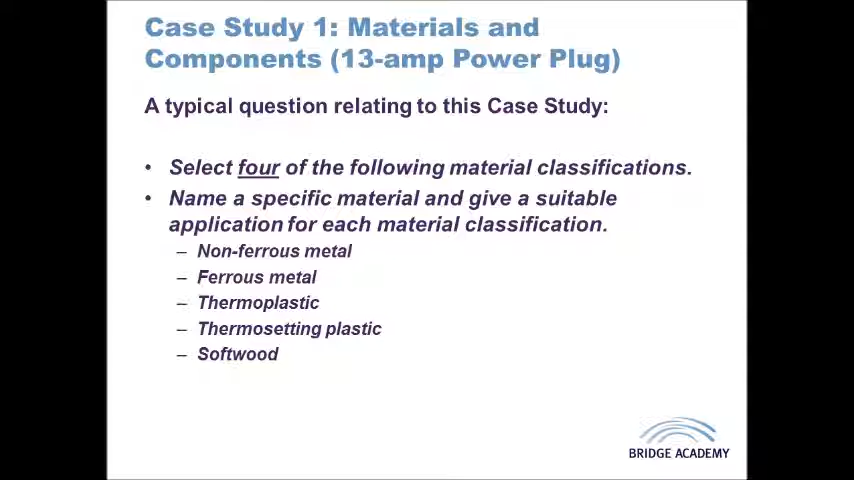 Case Study 1: Materials and
Components (13-amp Power Plug)
A typical question relating to this Case Study:
• Select four of the following material classifications.
• Name a specific material and give a suitable
application for each material classification.
– Non-ferrous metal
– Ferrous metal
– Thermoplastic
– Thermosetting plastic
– Softwood
BRIDGE ACADEMY